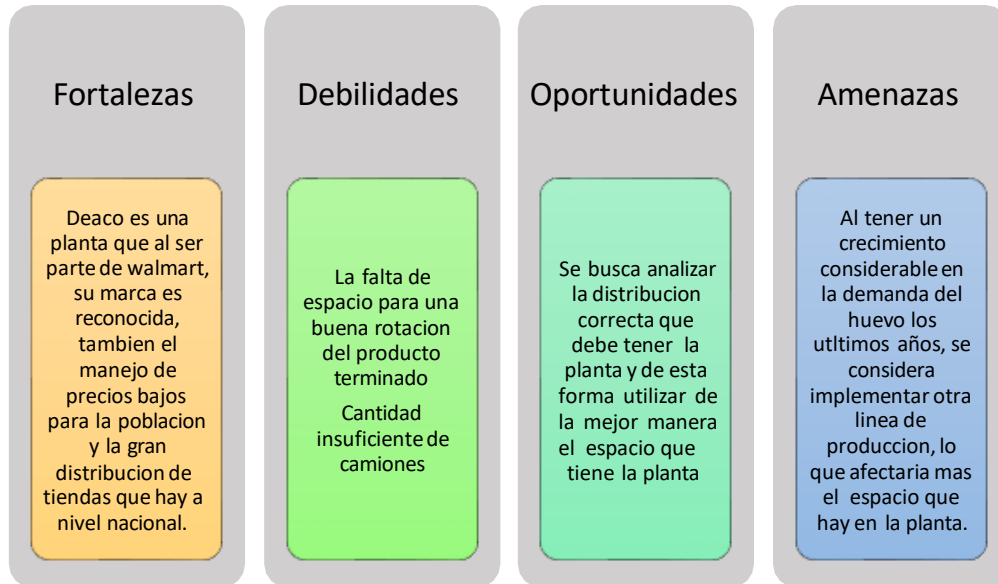 Fortalezas
Deaco es una
planta que al ser
parte de walmart,
su marca es
reconocida,
tambien el
manejo de
precios bajos
para la poblacion
y la gran
distribucion de
tiendas que hay a
nivel nacional.
Debilidades
La falta de
espacio para una
buena rotacion
del producto
terminado
Cantidad
insuficiente de
camiones
Oportunidades
Se busca analizar
la distribucion
correcta que
debe tener la
planta y de esta
forma utilizar de
la mejor manera
el espacio que
tiene la planta
Amenazas
Al tener un
crecimiento
considerable en
la demanda del
huevo los
utltimos años, se
considera
implementar otra
linea de
produccion, lo
que afectaria mas
el espacio que
hay en la planta.